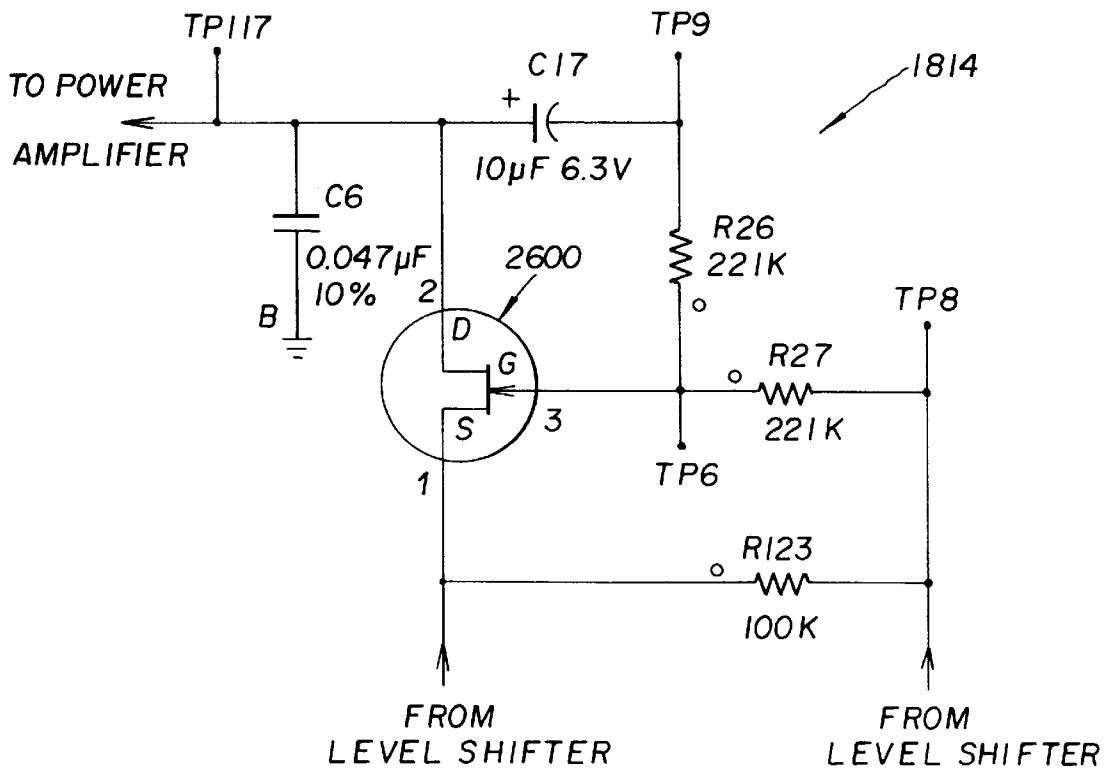 TP117
TP9
C17
1814
TO POWER
AMPLIFIER
+
10µF 6.3V
C6
0.047µF
10%
2
2600
R26
221K
TP8
B
D
G
S
3
R27
221K
TP6
1
R123
100K
FROM
LEVEL SHIFTER
FROM
LEVEL SHIFTER